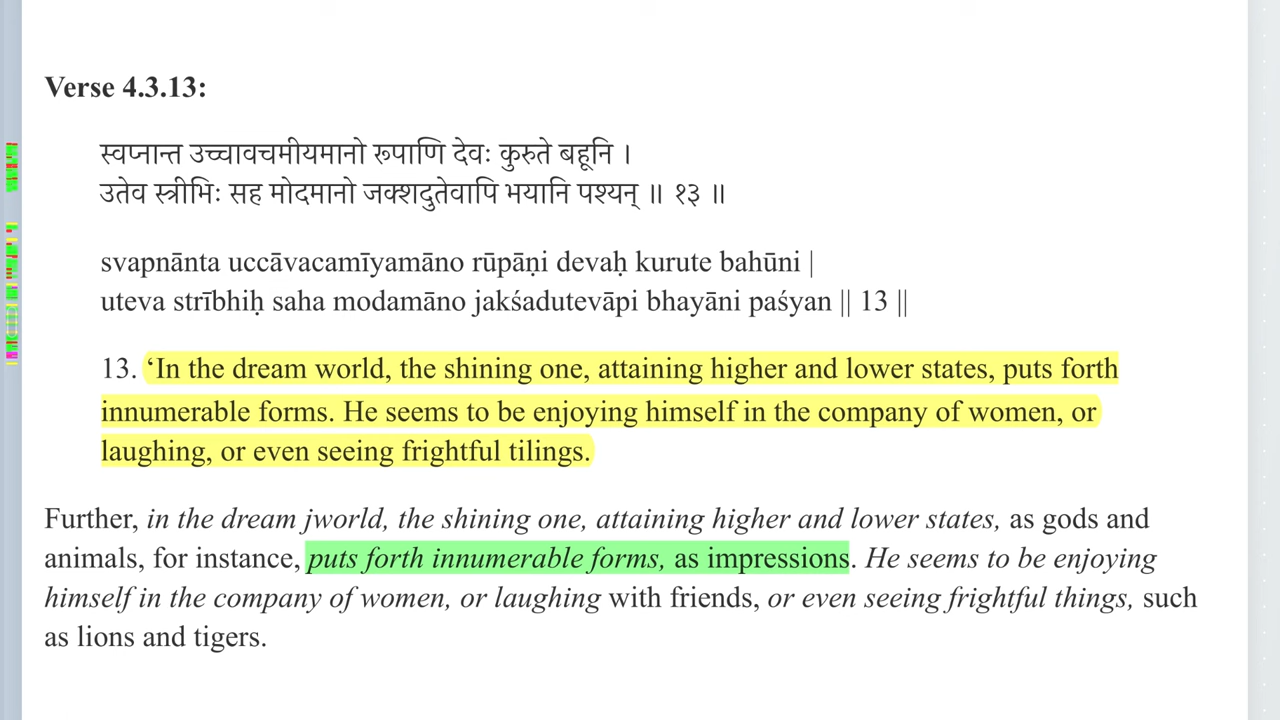 Verse 4.3.13:
स्वप्नान्त उच्चावचमीयमानो रूपाणि देवः कुरुते बहूनि ।
उतेव स्त्रीभिः सह मोदमानो जक्शदुतेवापि भयानि पश्यन् ॥ १३ ॥
svapnānta uccāvacamīyamāno rūpāṇi devaḥ kurute bahūni |
uteva strībhiḥ saha modamāno jakśadutevāpi bhayāni paśyan || 13 ||
13. ‘In the dream world, the shining one, attaining higher and lower states, puts forth
innumerable forms. He seems to be enjoying himself in the company of women, or
laughing, or even seeing frightful tilings.
Further, in the dream jworld, the shining one, attaining higher and lower states, as gods and
animals, for instance, puts forth innumerable forms, as impressions. He seems to be enjoying
himself in the company of women, or laughing with friends, or even seeing frightful things, such
as lions and tigers.